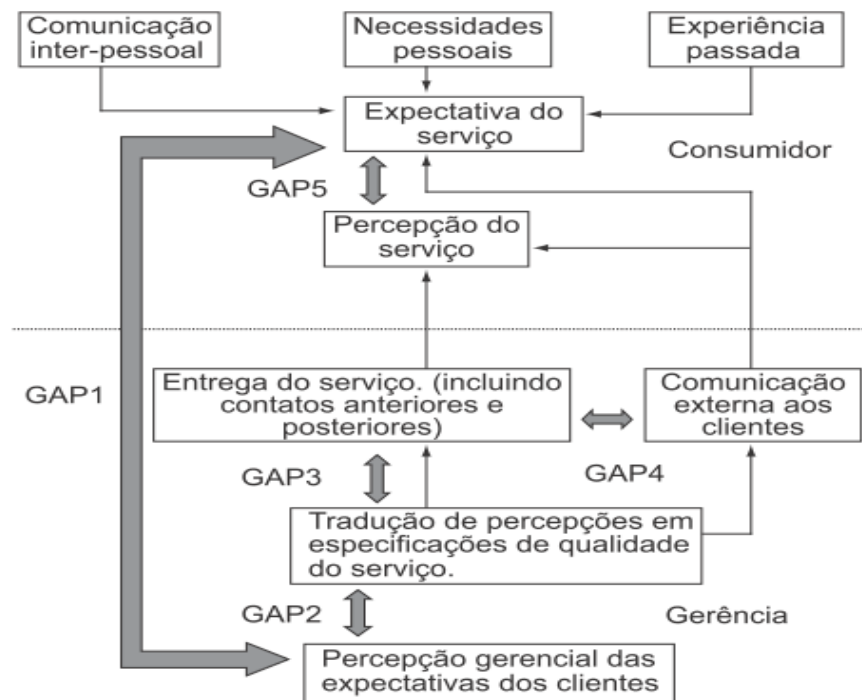 Comunicação
inter-pessoal
Necessidades
pessoais
Experiência
passada
Expectativa do
serviço
Consumidor
GAP5
Percepção do
serviço
GAP1
Entrega do serviço. (incluindo
contatos anteriores e
posteriores)
Comunicação
externa aos
clientes
GAP3
GAP4
Tradução de percepções em
especificações de qualidade
do serviço.
GAP2
Gerência
Percepção gerencial das
expectativas dos clientes